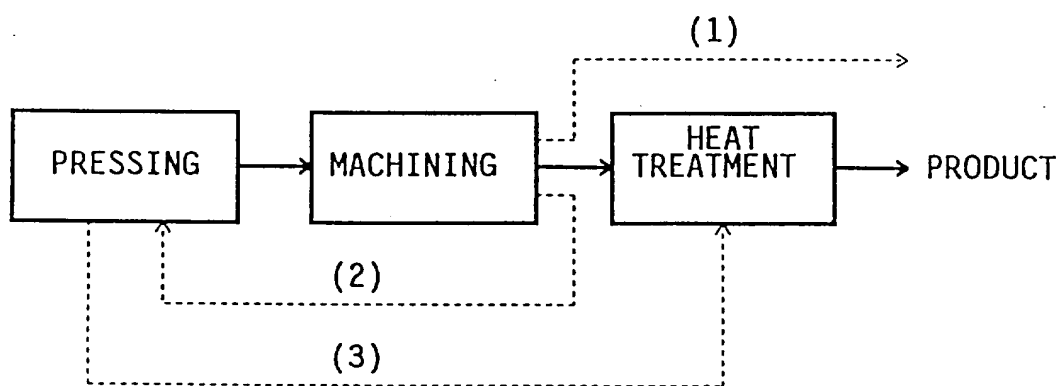 (1)
PRESSING
MACHINING
HEAT
TREATMENT
PRODUCT
(2)
(3)